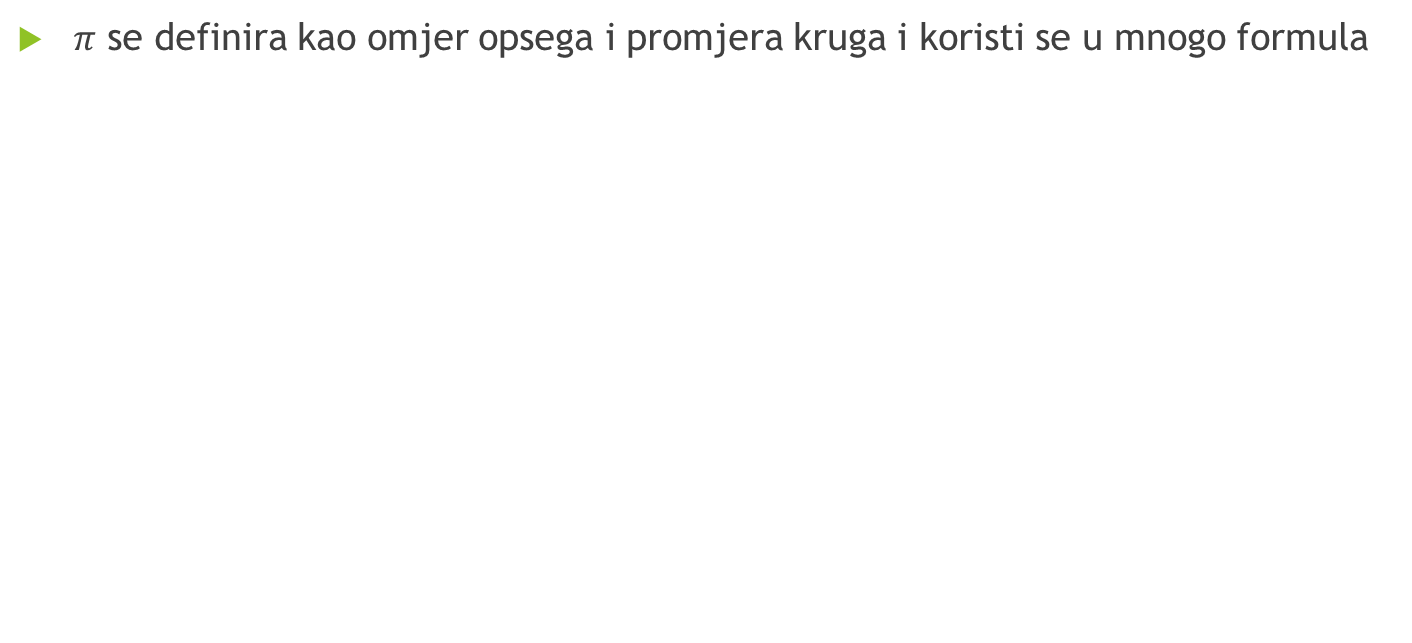 π se definira kao omjer opsega i promjera kruga i koristi se u mnogo formula